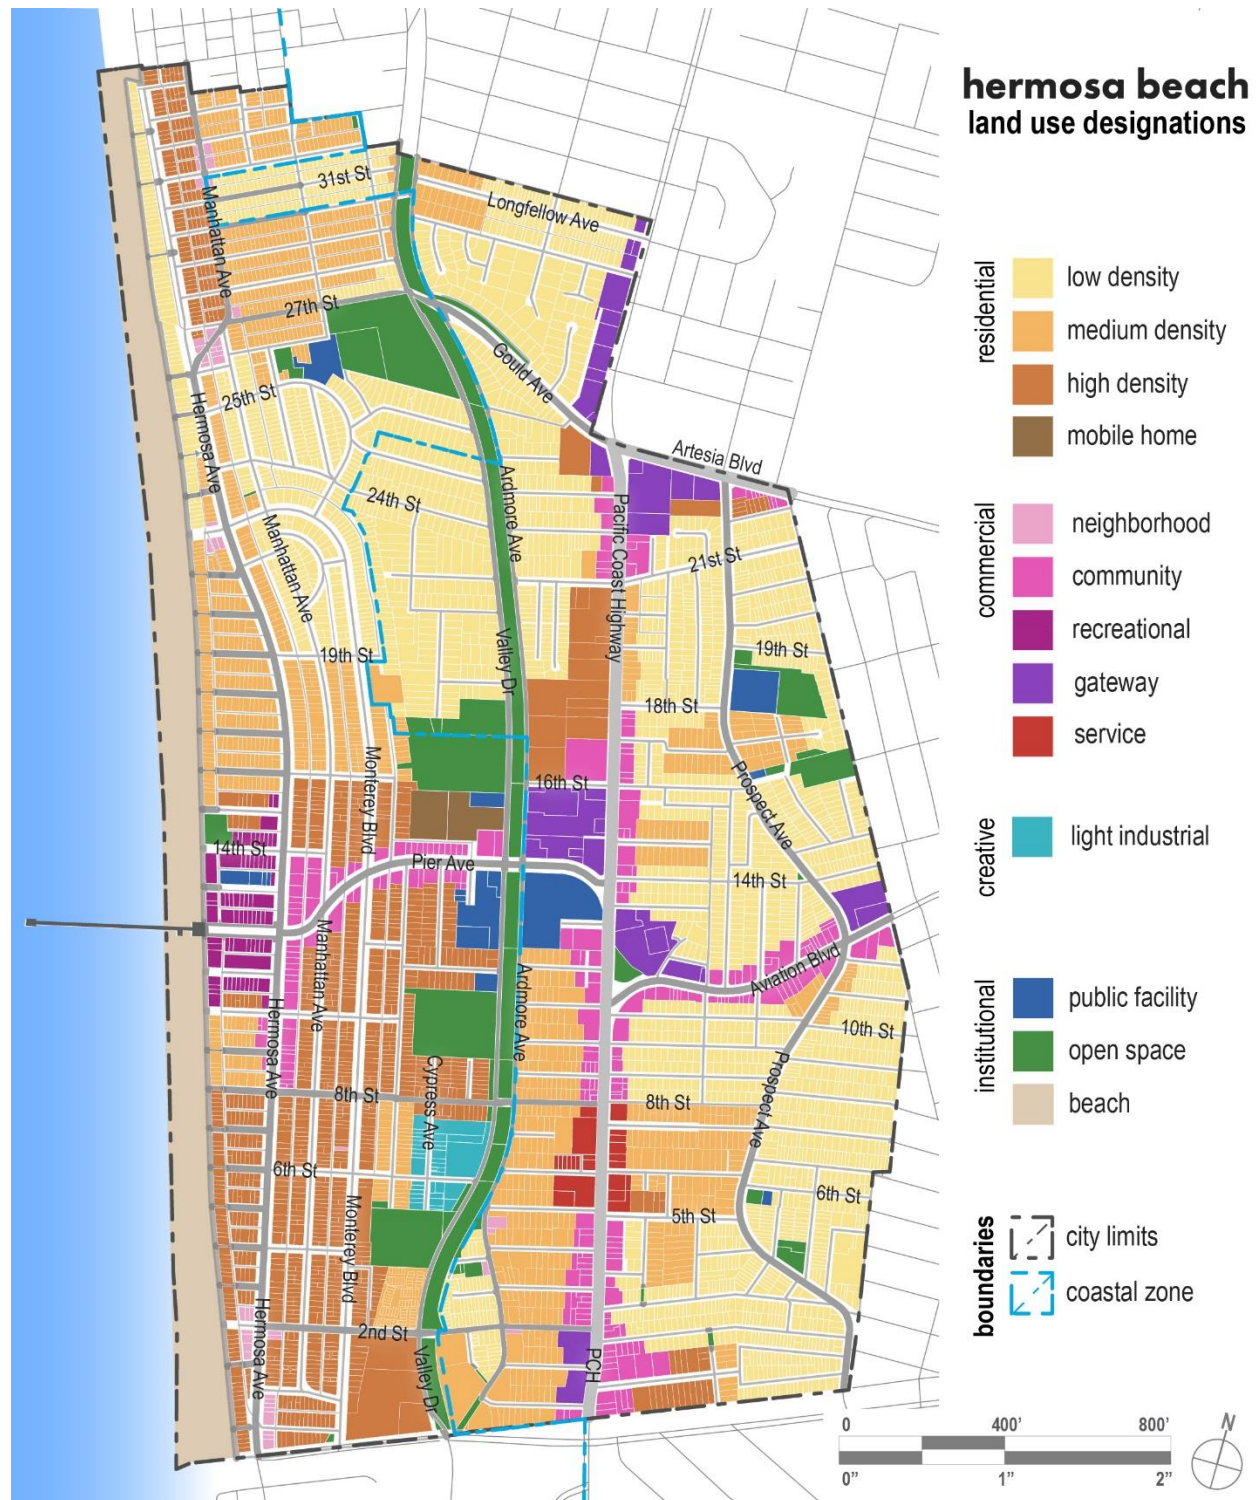 hermosa beach
land use designations
residential
low density
medium density
high density
mobile home
commercial
neighborhood
community
recreational
gateway
service
creative
light industrial
institutional
public facility
open space
beach
boundaries
city limits
coastal zone
0 400' 800'
0" 1" 2"
N
31st St
Longfellow Ave
Manhattan Ave
27th St
Gould Ave
25th St
Hermosa Ave
Artesia Blvd
24th St
Ardmore Ave
Pacific Coast Highway
Manhattan Ave
21st St
19th St
Valley Dr
19th St
18th St
Monterey Blvd
16th St
Prospect Ave
14th St
Pier Ave
14th St
Manhattan Ave
Aviation Blvd
Hermosa Ave
Ardmore Ave
10th St
Cypress Ave
Prospect Ave
8th St
8th St
6th St
6th St
Monterey Blvd
5th St
Hermosa Ave
2nd St
Valley Dr
PCH